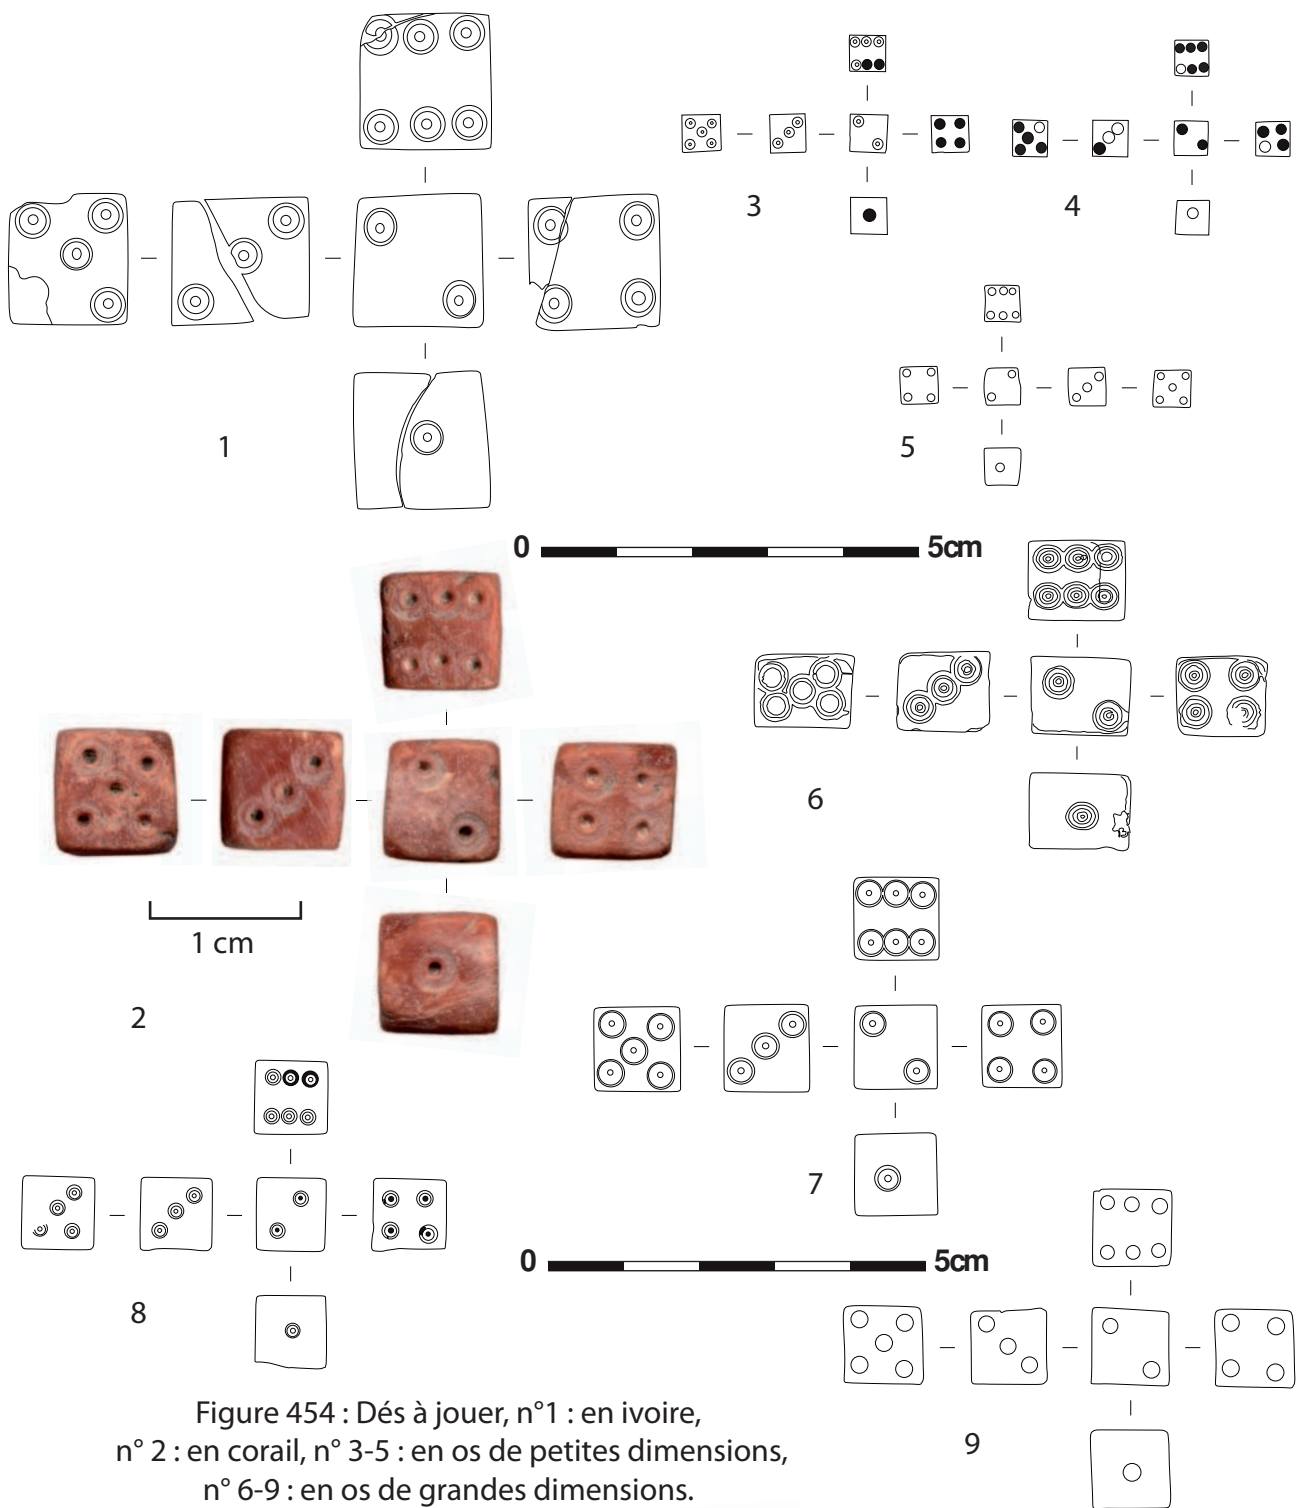 3
4
1
5
0 5cm
6
1 cm
2
7
8
0 5cm
9
Figure 454 : Dés à jouer, n°1 : en ivoire,
n° 2 : en corail, n° 3-5 : en os de petites dimensions,
n° 6-9 : en os de grandes dimensions.